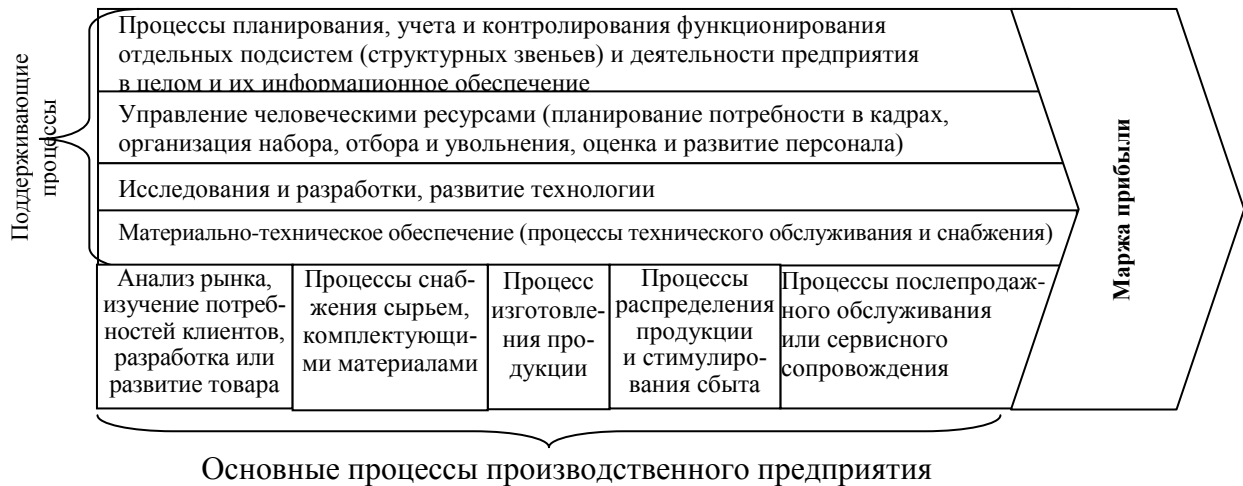 Поддерживающие
процессы
Процессы планирования, учета и контролирования функционирования
отдельных подсистем (структурных звеньев) и деятельности предприятия
в целом и их информационное обеспечение
Управление человеческими ресурсами (планирование потребности в кадрах,
организация набора, отбора и увольнения, оценка и развитие персонала)
Исследования и разработки, развитие технологии
Материально-техническое обеспечение (процессы технического обслуживания и снабжения)
Анализ рынка,
изучение потреб-
ностей клиентов,
разработка или
развитие товара
Процессы снаб-
жения сырьем,
комплектующи-
ми материалами
Процесс
изготовле-
ния про-
дукции
Процессы
распределения
продукции
и стимулиро-
вания сбыта
Процессы послепродаж-
ного обслуживания
или сервисного
сопровождения
Маржа прибыли
Основные процессы производственного предприятия